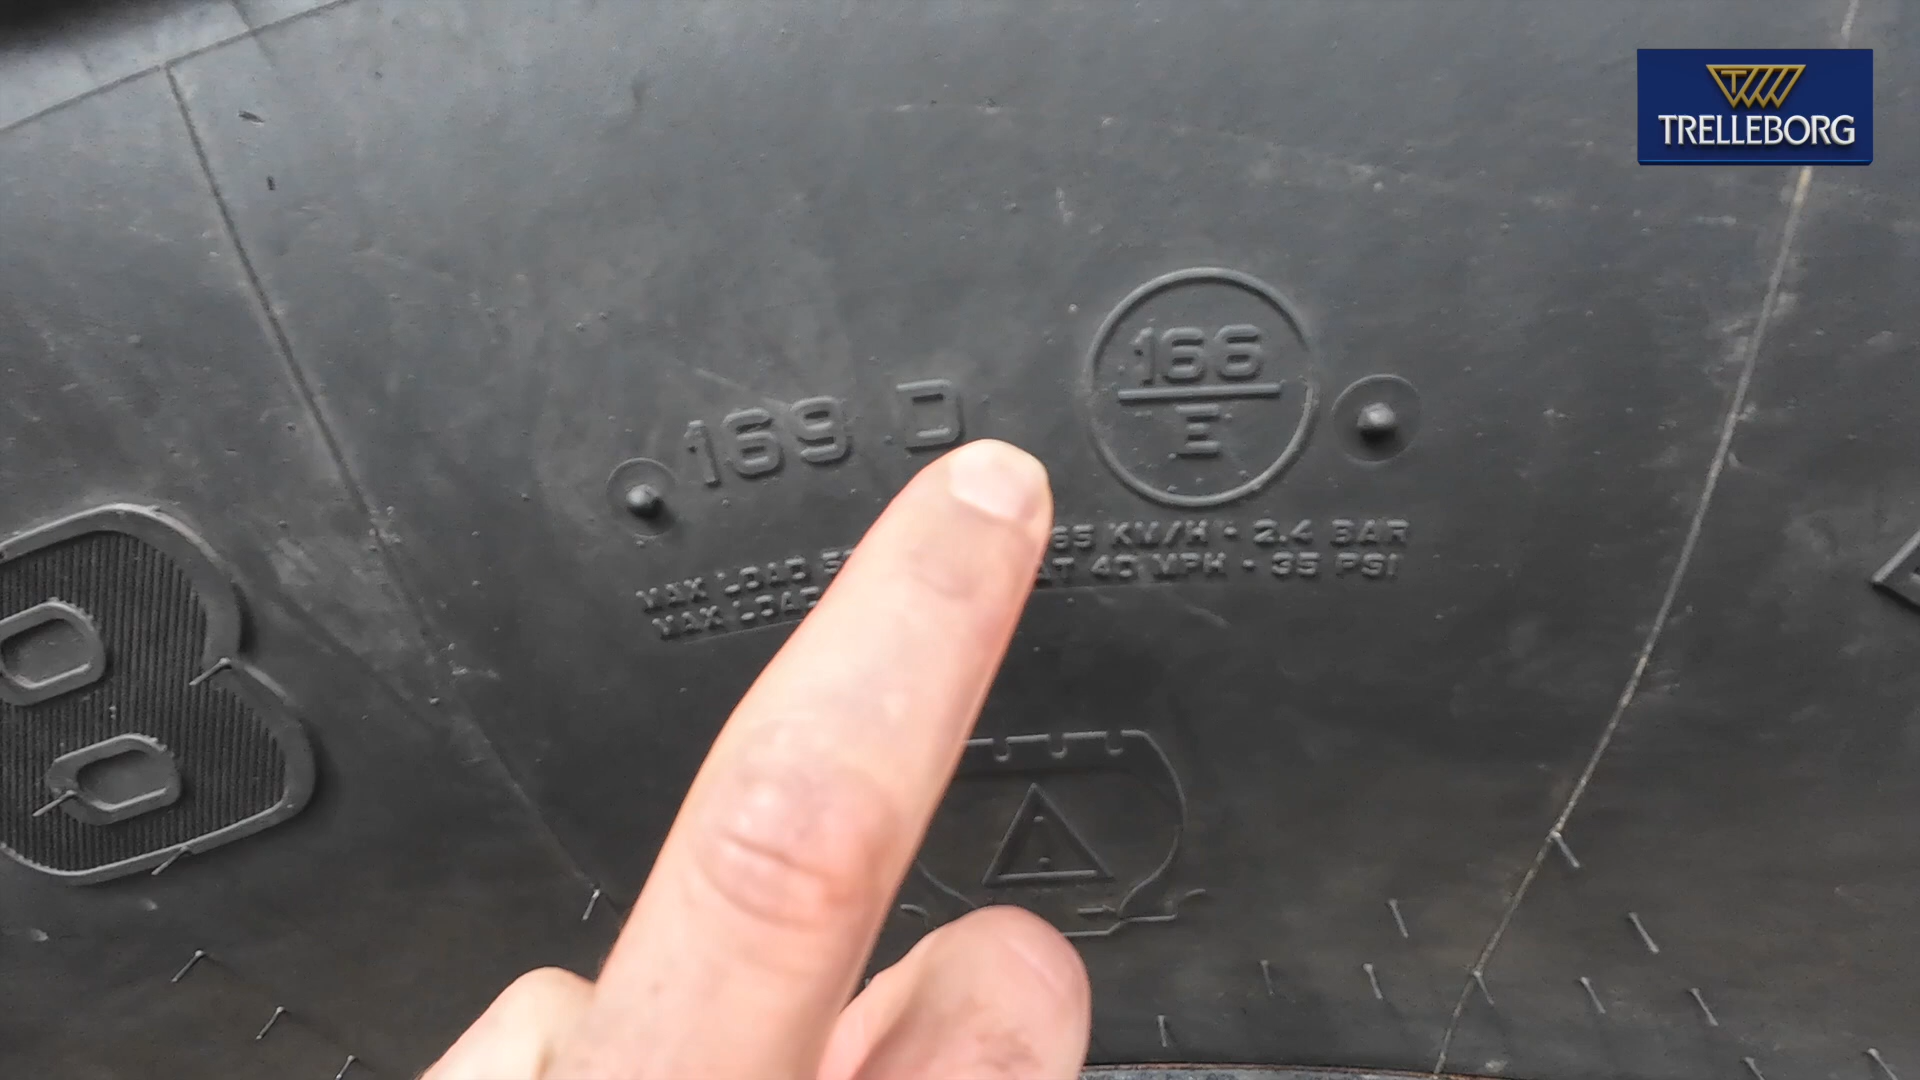 TRELLEBORG
169 D
166
E
MAX LOAD 65 KM/H - 2.4 BAR
MAX LOAD AT 40 MPH - 35 PSI